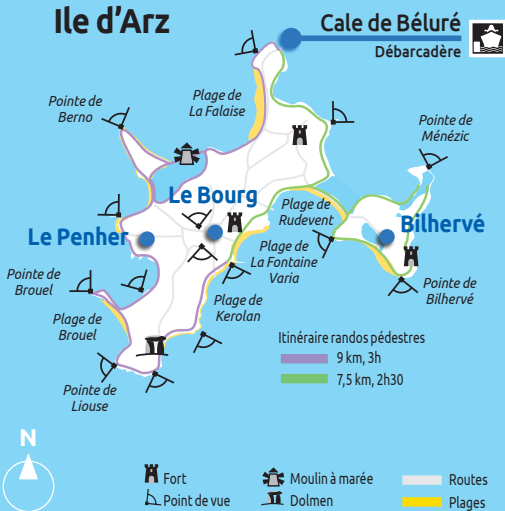 Ile d'Arz
Cale de Béluré
Débarcadère
Plage de
La Falaise
Pointe de
Berno
Pointe de
Ménézic
Le Bourg
Plage de
Rudevent
Bilhervé
Le Penher
Plage de
La Fontaine
Varia
Pointe de
Brouel
Pointe de
Bilhervé
Plage de
Kerolan
Plage de
Brouel
Itinéraire randos pédestres
9 km, 3h
7,5 km, 2h30
Pointe de
Liouse
N
Fort
Moulin à marée
Routes
Point de vue
Dolmen
Plages